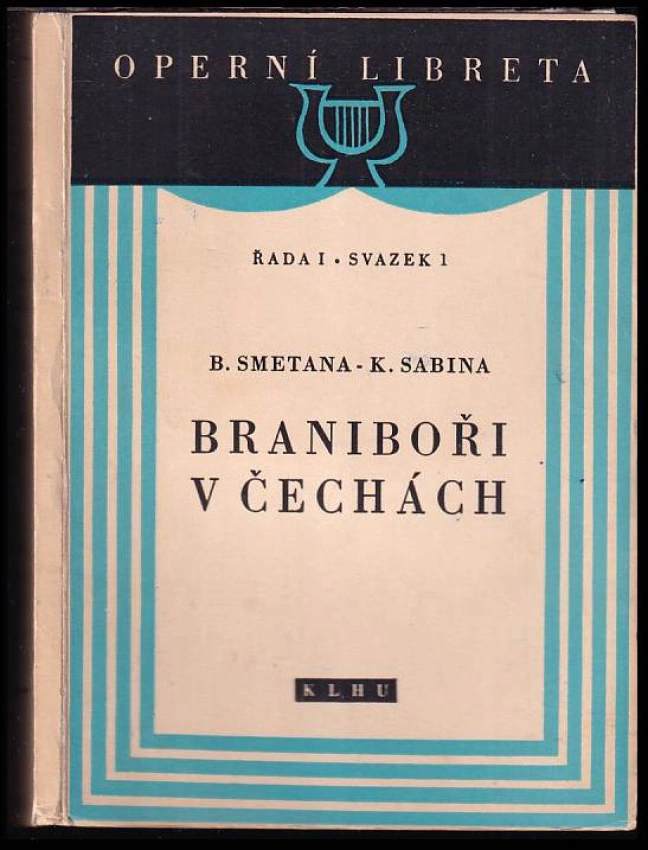 OPERNÍ LIBRETA
ŘADA I • SVAZEK 1
B. SMETANA - K. SABINA
BRANIBOŘI
V ČECHÁCH
KLHU